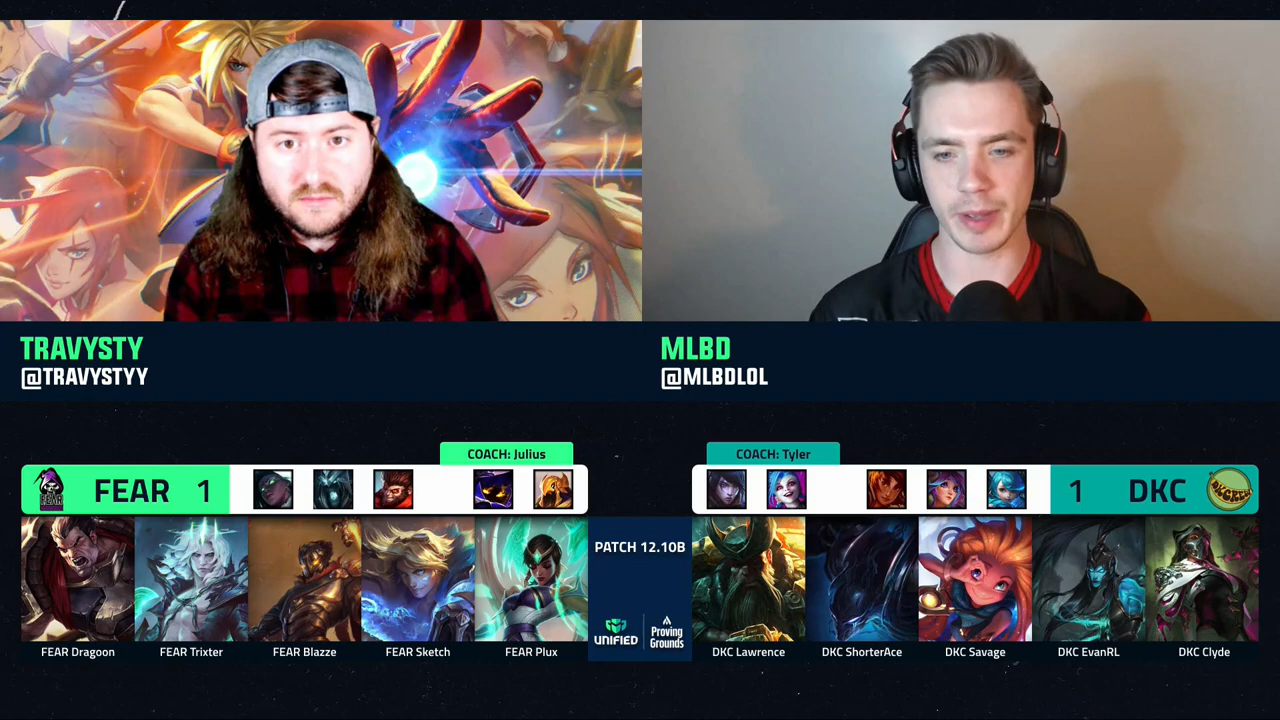 TRAVYSTY
@TRAVYSTYY
MLBD
@MLBDLOL
COACH: Julius
COACH: Tyler
FEAR 1
1 DKC
PATCH 12.10B
UNIFIED
Proving
Grounds
FEAR Dragoon
FEAR Trixter
FEAR Blazze
FEAR Sketch
FEAR Plux
DKC Lawrence
DKC ShorterAce
DKC Savage
DKC EvanRL
DKC Clyde
FEAR
DKCREW